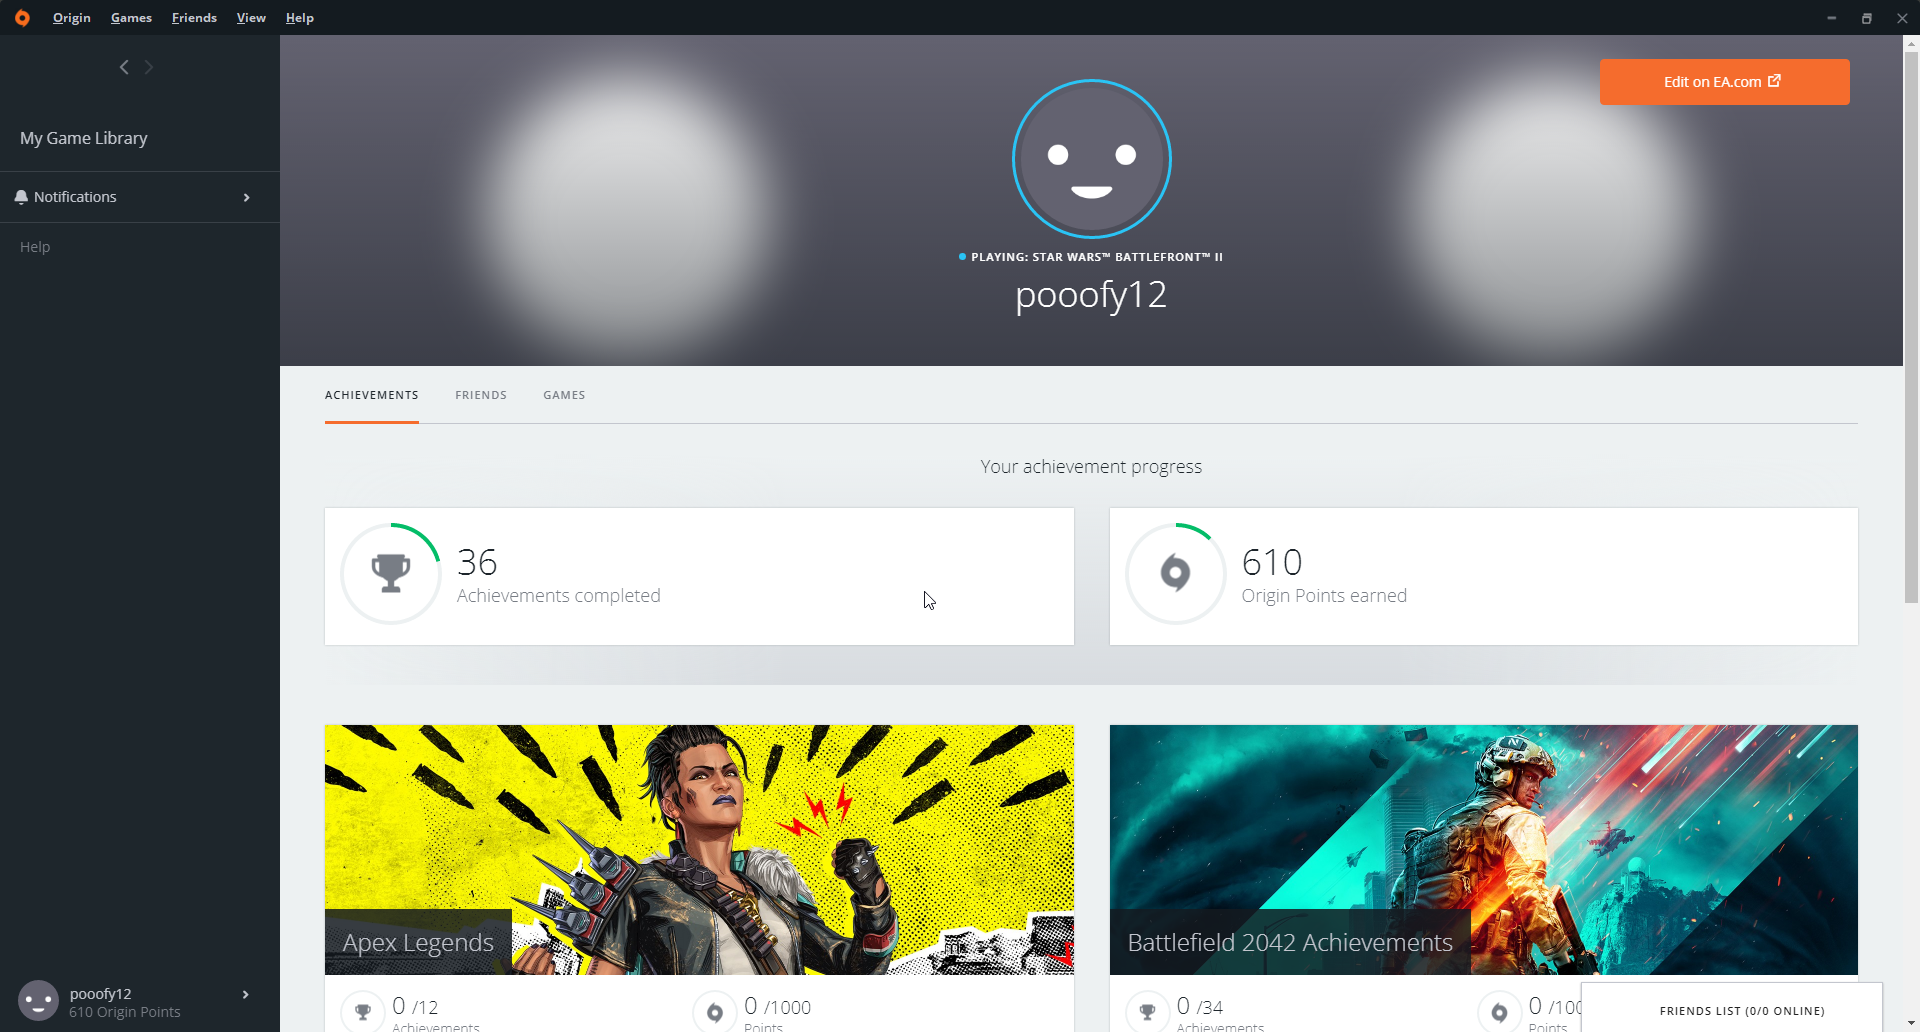 Origin Games Friends View Help
My Game Library
Notifications
Help
Edit on EA.com
PLAYING: STAR WARS™ BATTLEFRONT™ II
pooofy12
ACHIEVEMENTS FRIENDS GAMES
Your achievement progress
36
Achievements completed
610
Origin Points earned
Apex Legends
Battlefield 2042 Achievements
0 /12
Achievements
0 /1000
Points
0 /34
Achievements
0 /100
Points
pooofy12
610 Origin Points
FRIENDS LIST (0/0 ONLINE)